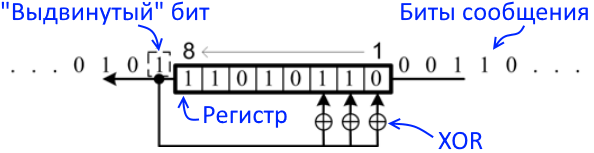 "Выдвинутый" бит Биты сообщения
8 1
. . . 0 1 0 1 1 1 0 1 0 1 1 0 0 0 1 1 0 . . .
Регистр XOR